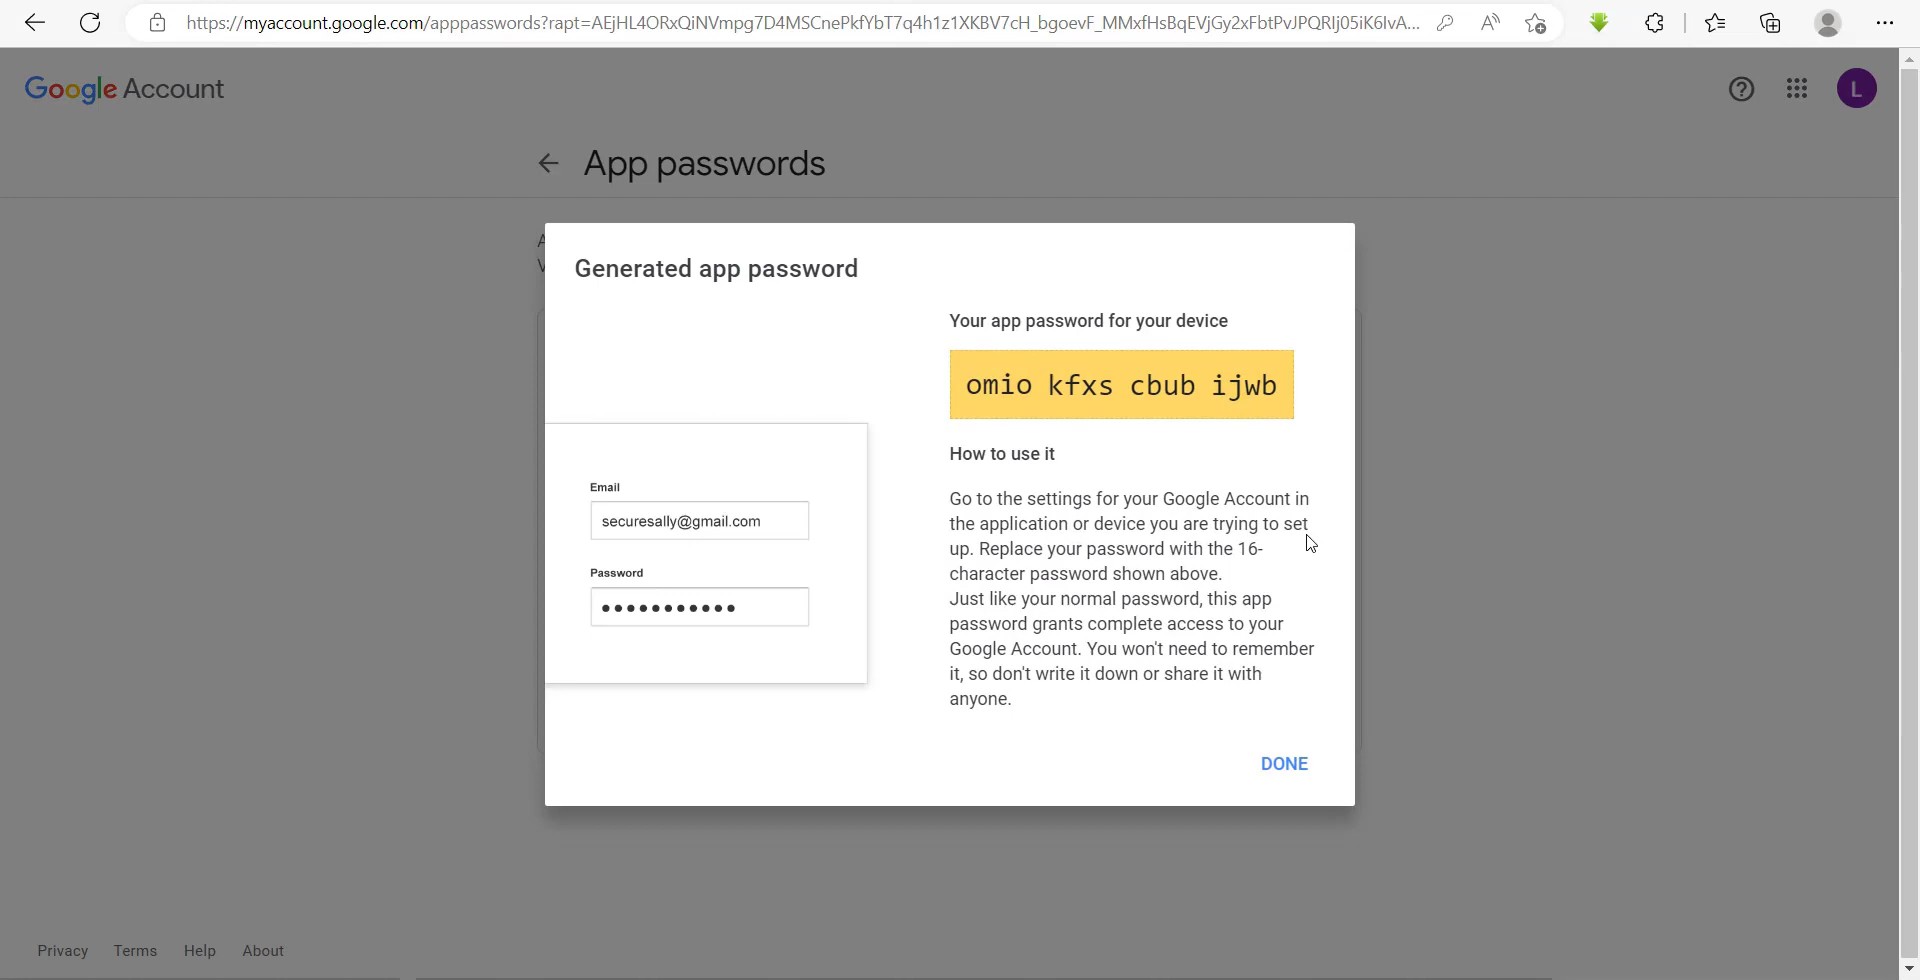 https://myaccount.google.com/apppasswords?rapt=AEjHL4ORxQiNVmpg7D4MSCnePkfYbT7q4h1z1XKBV7cH_bgoevF_MMxfHsBqEVjGy2xFbtPvJPQRIj05iK6IvA...
Google Account
L
App passwords
Generated app password
Your app password for your device
omio kfxs cbub ijwb
How to use it
Go to the settings for your Google Account in
the application or device you are trying to set
up. Replace your password with the 16-
character password shown above.
Just like your normal password, this app
password grants complete access to your
Google Account. You won't need to remember
it, so don't write it down or share it with
anyone.
Email
securesally@gmail.com
Password
DONE
Privacy
Terms
Help
About